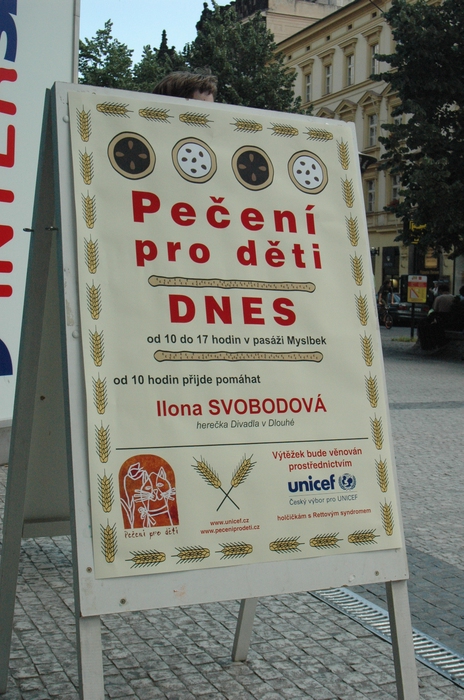 Pečení
pro děti
DNES
od 10 do 17 hodin v pasáži Myslbek
od 10 hodin přijde pomáhat
Ilona SVOBODOVÁ
herečka Divadla v Dlouhé
Výtěžek bude věnován
prostřednictvím
unicef
Český výbor pro UNICEF
holčičkám s Rettovým syndromem
www.unicef.cz
www.peceniprodeti.cz
Pečení pro děti